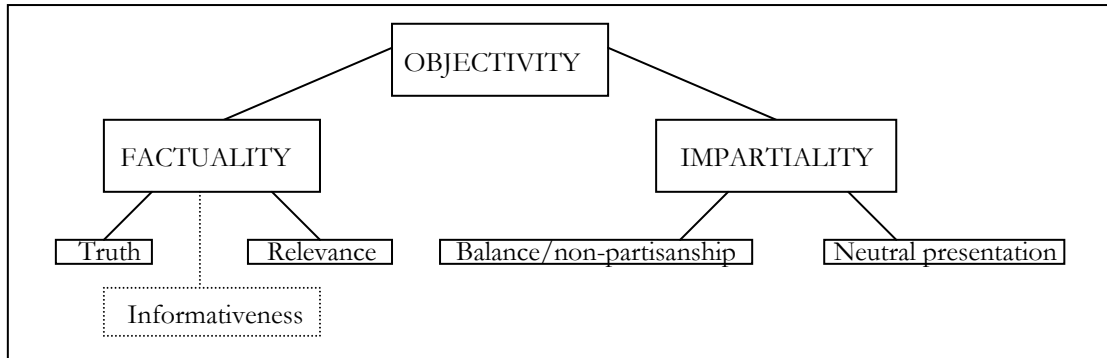 OBJECTIVITY
FACTUALITY
IMPARTIALITY
Truth
Relevance
Balance/non-partisanship
Neutral presentation
Informativeness